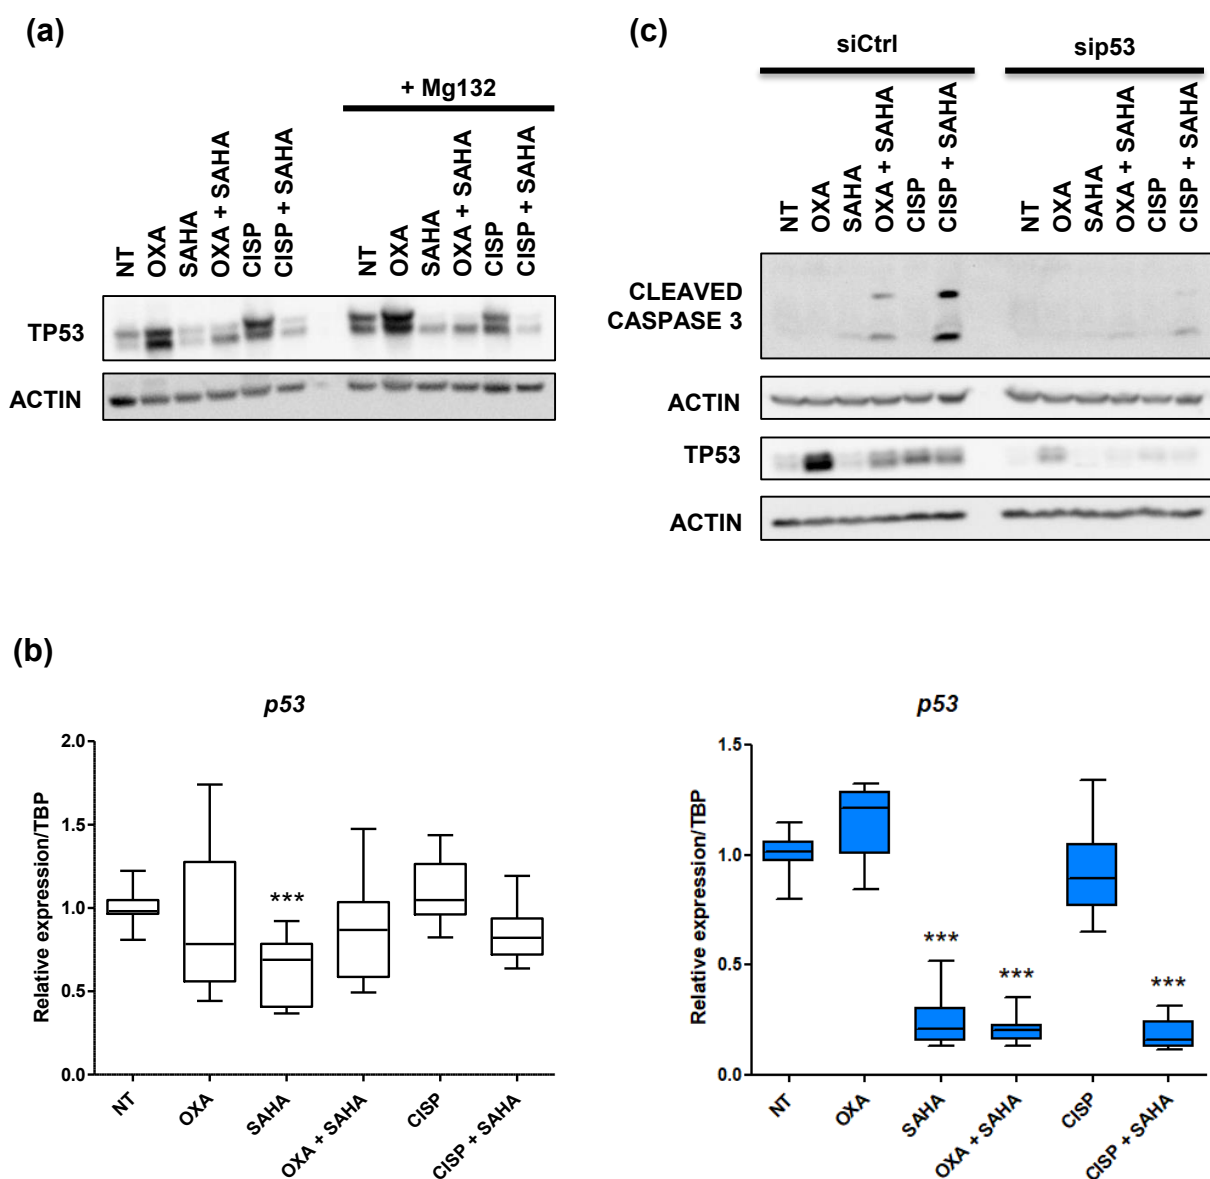 (a)
+ Mg132
NT
OXA
SAHA
OXA + SAHA
CISP
CISP + SAHA
NT
OXA
SAHA
OXA + SAHA
CISP
CISP + SAHA
TP53
ACTIN
(c)
siCtrl
sip53
NT
OXA
SAHA
OXA + SAHA
CISP
CISP + SAHA
NT
OXA
SAHA
OXA + SAHA
CISP
CISP + SAHA
CLEAVED
CASPASE 3
ACTIN
TP53
ACTIN
(b)
p53
Relative expression/TBP
2.0
1.5
1.0
0.5
0.0
***
NT
OXA
SAHA
OXA + SAHA
CISP
CISP + SAHA
p53
Relative expression/TBP
1.5
1.0
0.5
0.0
***
***
***
NT
OXA
SAHA
OXA + SAHA
CISP
CISP + SAHA